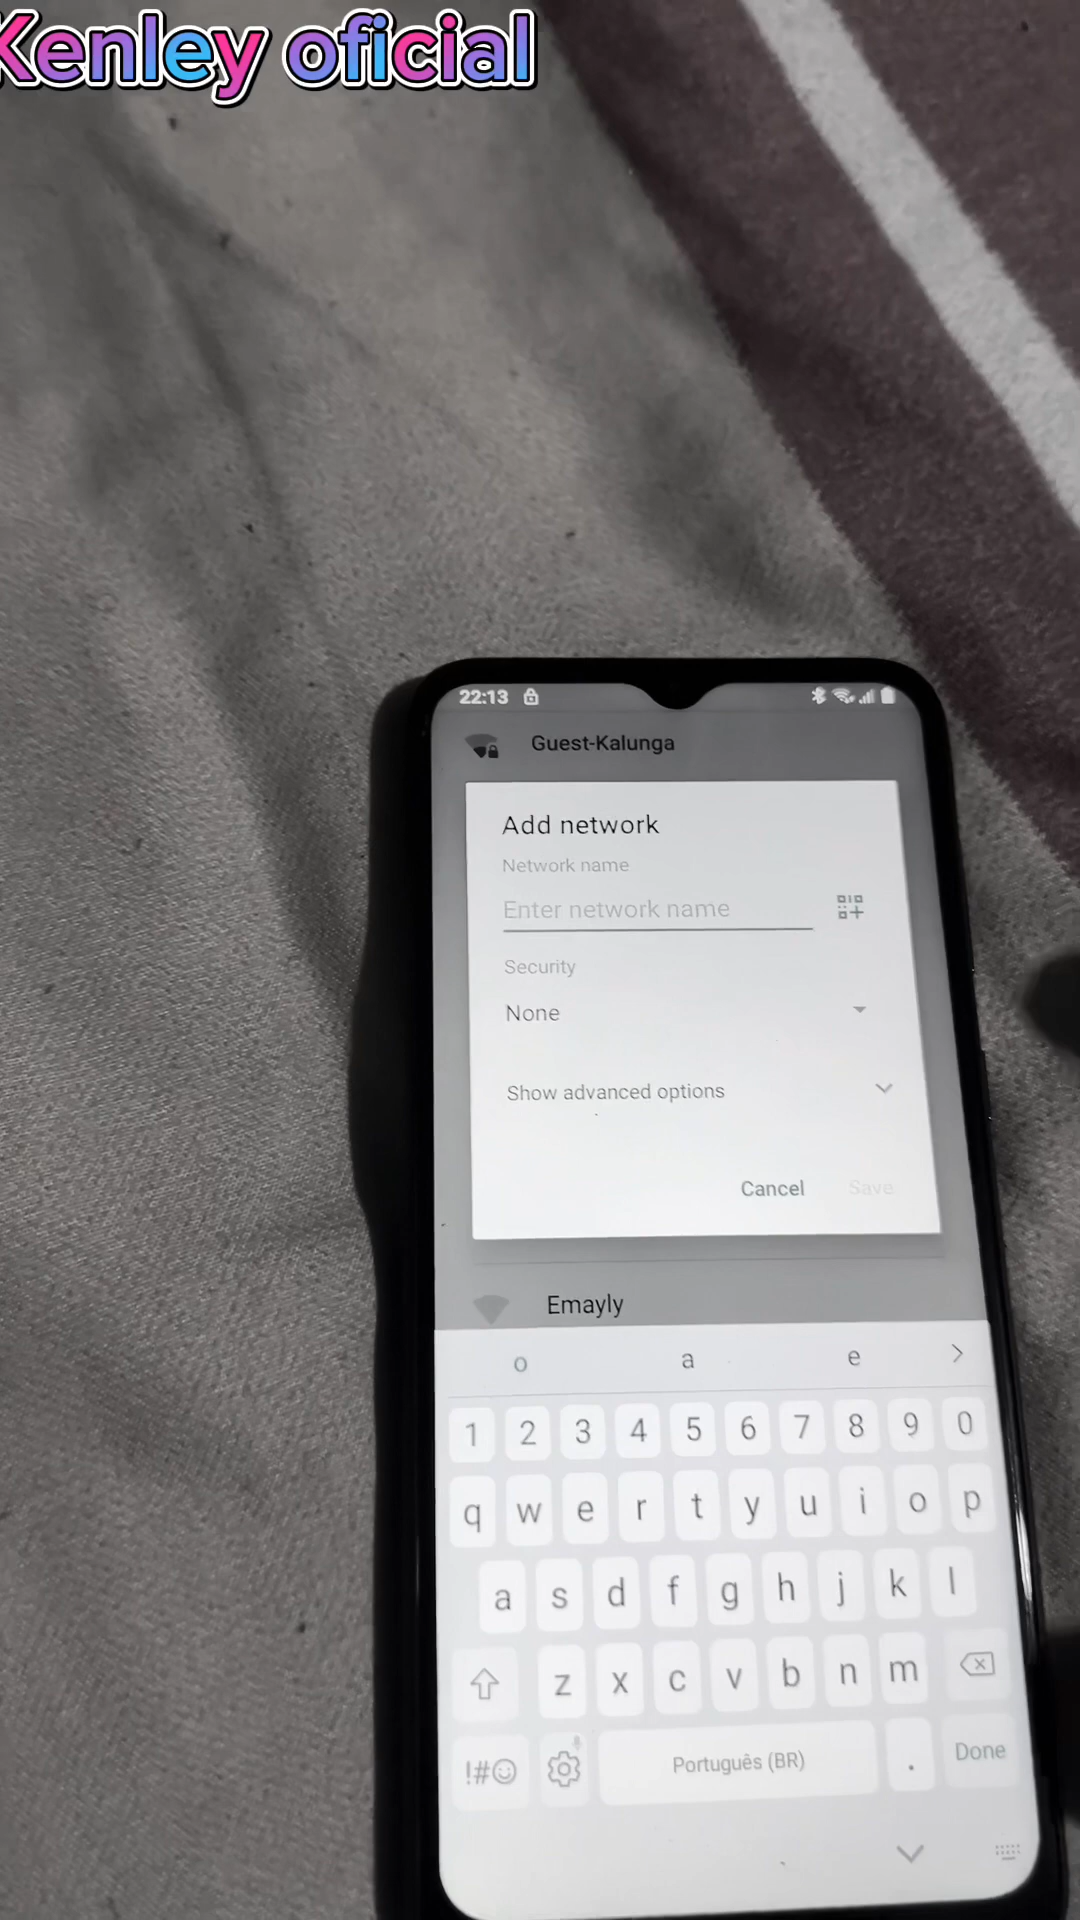 Kenley oficial
22:13
Guest-Kalunga
Add network
Network name
Enter network name
Security
None
Show advanced options
Cancel Save
Emayly
o a e
1 2 3 4 5 6 7 8 9 0
q w e r t y u i o p
a s d f g h j k l
z x c v b n m
!#☺ Português (BR) . Done